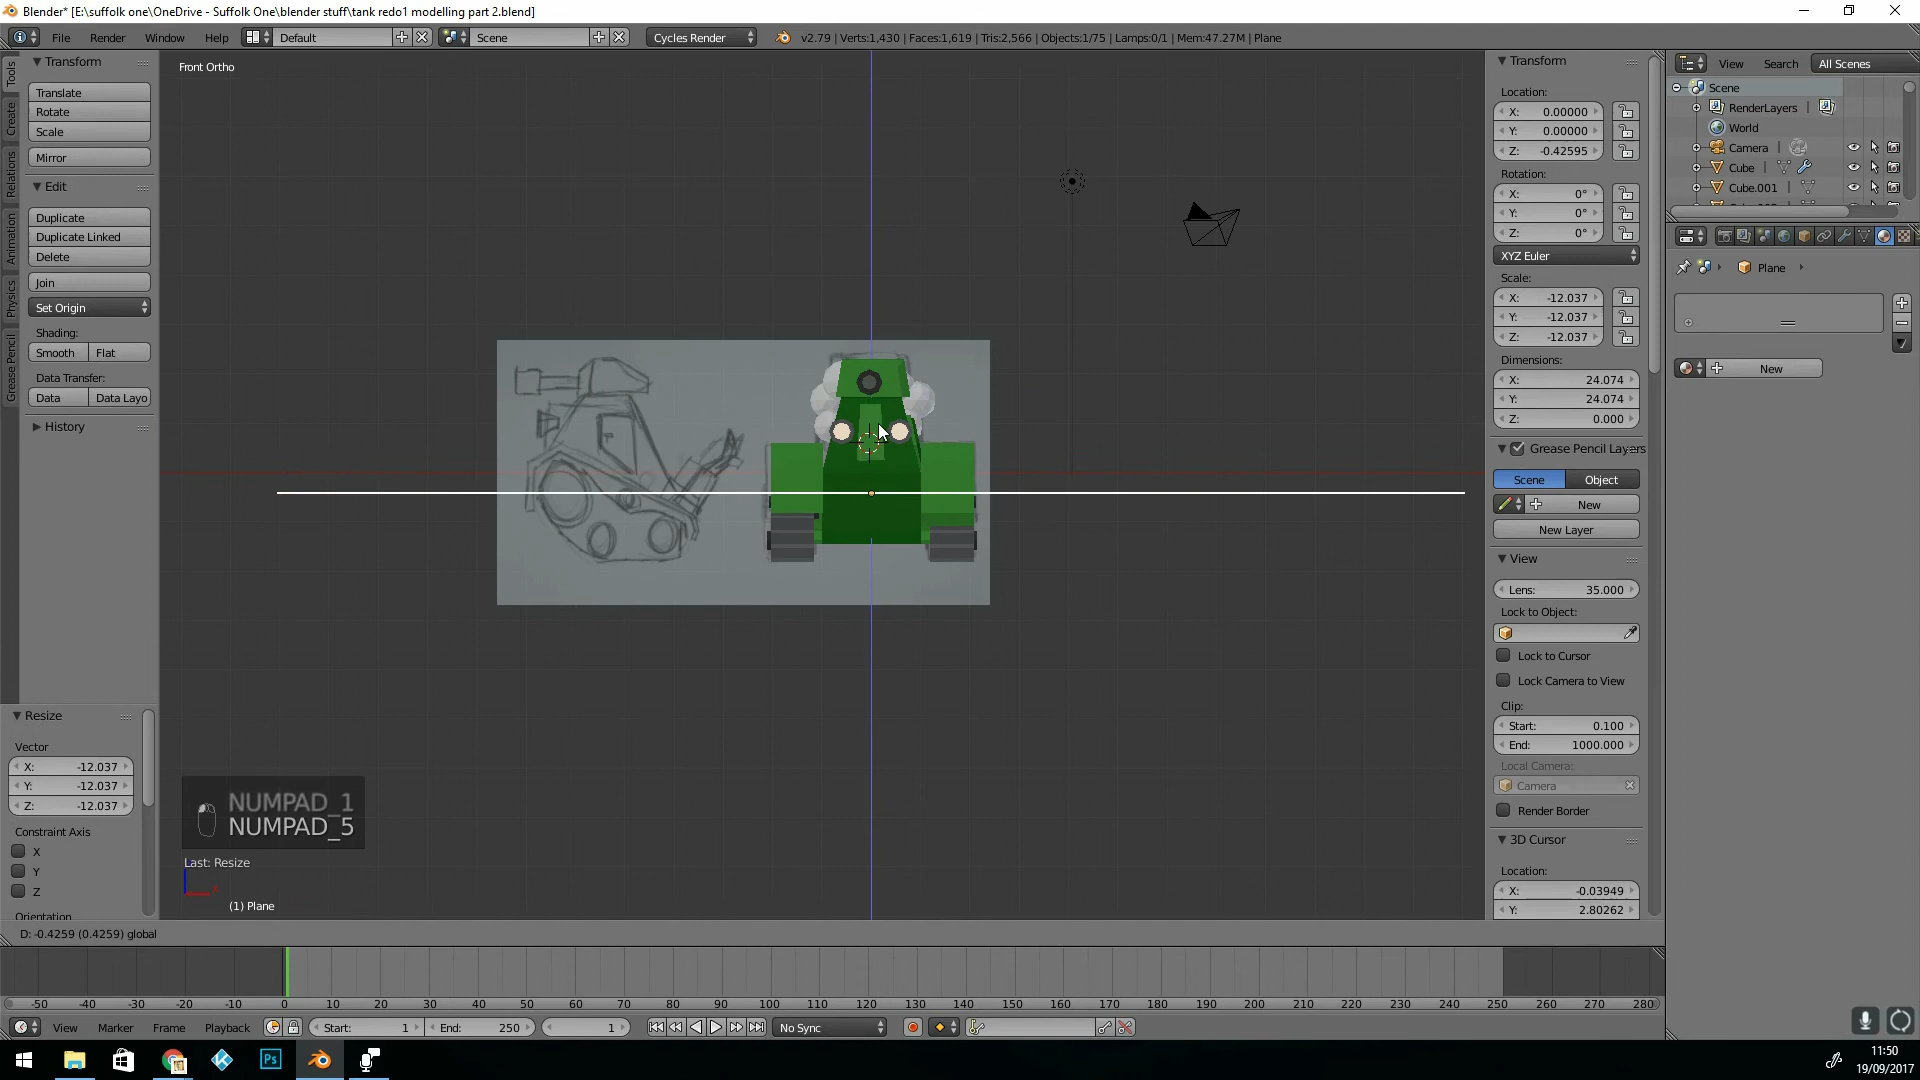 Blender* [E:\suffolk one\OneDrive - Suffolk One\blender stuff\tank redo1 modelling part 2.blend]
File Render Window Help Default Scene Cycles Render v2.79 | Verts:1,430 | Faces:1,619 | Tris:2,566 | Objects:1/75 | Lamps:0/1 | Mem:47.27M | Plane
Tools
Create
Relations
Animation
Physics
Grease Pencil
Transform
Translate
Rotate
Scale
Mirror
Edit
Duplicate
Duplicate Linked
Delete
Join
Set Origin
Shading:
Smooth Flat
Data Transfer:
Data Data Layo
History
Resize
Vector
X: -12.037
Y: -12.037
Z: -12.037
Constraint Axis
X
Y
Z
Orientation
Front Ortho
NUMPAD_1
NUMPAD_5
Last: Resize
x
(1) Plane
D: -0.4259 (0.4259) global
Transform
Location:
X: 0.00000
Y: 0.00000
Z: -0.42595
Rotation:
X: 0°
Y: 0°
Z: 0°
XYZ Euler
Scale:
X: -12.037
Y: -12.037
Z: -12.037
Dimensions:
X: 24.074
Y: 24.074
Z: 0.000
Grease Pencil Layers
Scene Object
New
New Layer
View
Lens: 35.000
Lock to Object:
Lock to Cursor
Lock Camera to View
Clip:
Start: 0.100
End: 1000.000
Local Camera:
Camera
Render Border
3D Cursor
Location:
X: -0.03949
Y: 2.80262
View Search All Scenes
Scene
RenderLayers
World
Camera
Cube
Cube.001
Plane
New
-50 -40 -30 -20 -10 0 10 20 30 40 50 60 70 80 90 100 110 120 130 140 150 160 170 180 190 200 210 220 230 240 250 260 270 280
View Marker Frame Playback Start: 1 End: 250 1 No Sync
Ps
11:50
19/09/2017